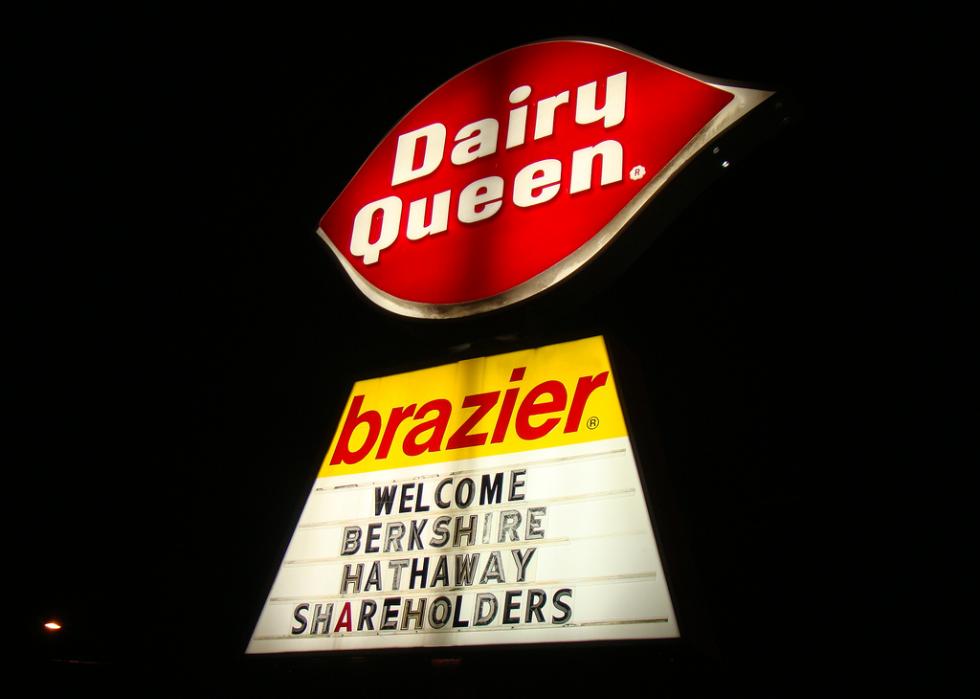 Dairy
Queen®
brazier®
WELCOME
BERKSHIRE
HATHAWAY
SHAREHOLDERS